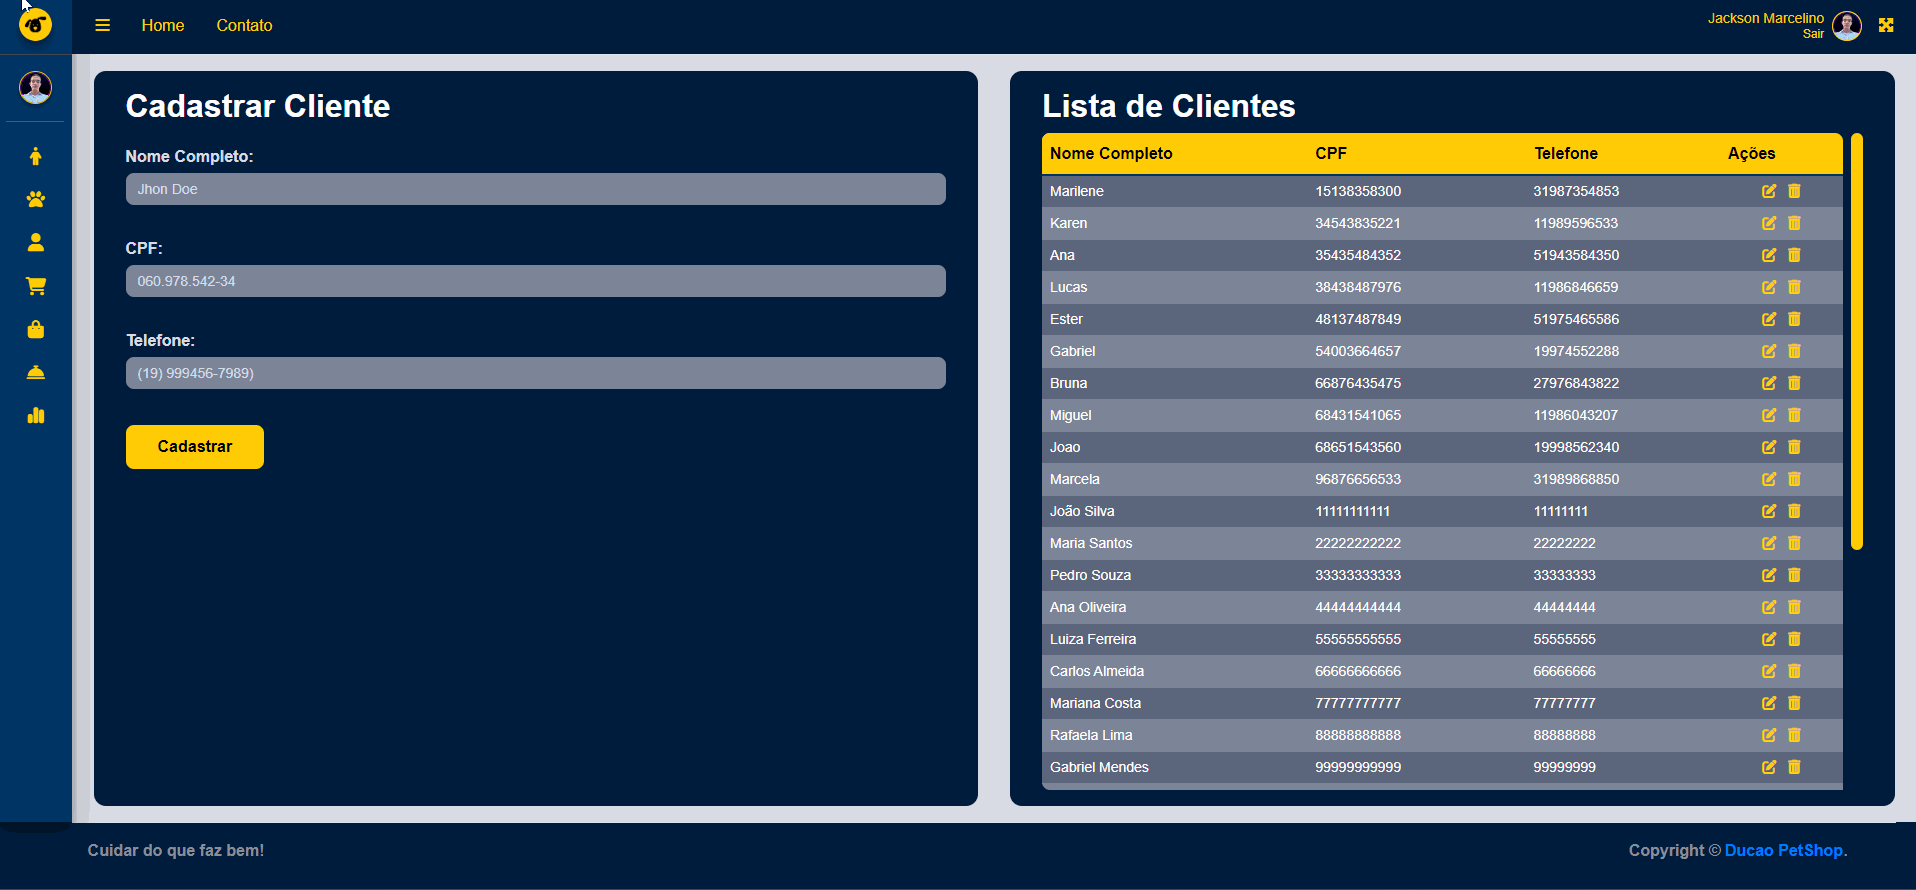 Home Contato
Jackson Marcelino
Sair
Cadastrar Cliente
Nome Completo:
Jhon Doe
CPF:
060.978.542-34
Telefone:
(19) 999456-7989)
Cadastrar
Lista de Clientes
Nome Completo CPF Telefone Ações
Marilene 15138358300 31987354853
Karen 34543835221 11989596533
Ana 35435484352 51943584350
Lucas 38438487976 11986846659
Ester 48137487849 51975465586
Gabriel 54003664657 19974552288
Bruna 66876435475 27976843822
Miguel 68431541065 11986043207
Joao 68651543560 19998562340
Marcela 96876656533 31989868850
João Silva 11111111111 11111111
Maria Santos 22222222222 22222222
Pedro Souza 33333333333 33333333
Ana Oliveira 44444444444 44444444
Luiza Ferreira 55555555555 55555555
Carlos Almeida 66666666666 66666666
Mariana Costa 77777777777 77777777
Rafaela Lima 88888888888 88888888
Gabriel Mendes 99999999999 99999999
Cuidar do que faz bem!
Copyright © Ducao PetShop.